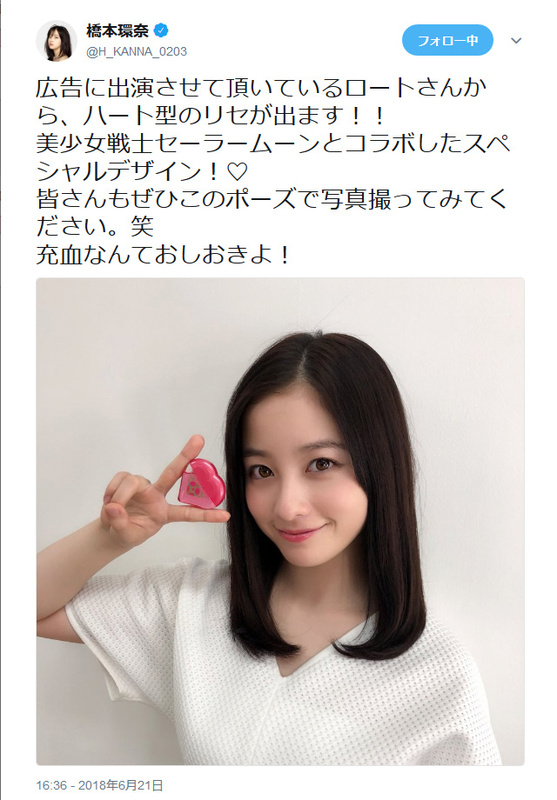 橋本環奈
@H_KANNA_0203
フォロー中
広告に出演させて頂いているロートさんか
ら、ハート型のリセが出ます！！
美少女戦士セーラームーンとコラボしたスペ
シャルデザイン！♡
皆さんもぜひこのポーズで写真撮ってみてく
ださい。笑
充血なんておしおきよ！
16:36 - 2018年6月21日